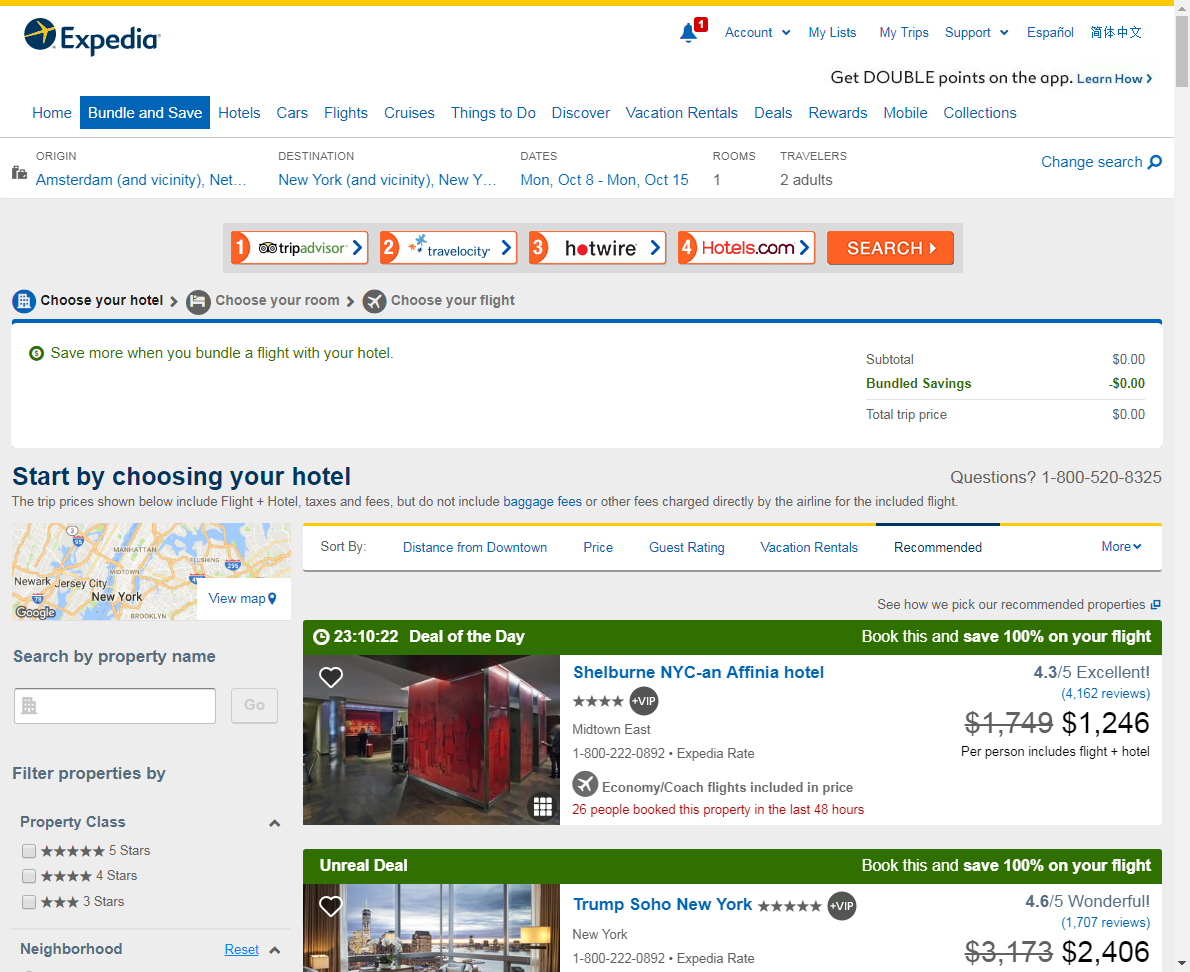 Expedia
1
Account
My Lists
My Trips
Support
Español
简体中文
Get DOUBLE points on the app. Learn How
Home
Bundle and Save
Hotels
Cars
Flights
Cruises
Things to Do
Discover
Vacation Rentals
Deals
Rewards
Mobile
Collections
ORIGIN
Amsterdam (and vicinity), Net...
DESTINATION
New York (and vicinity), New Y...
DATES
Mon, Oct 8 - Mon, Oct 15
ROOMS
1
TRAVELERS
2 adults
Change search
1 tripadvisor
2 travelocity
3 hotwire
4 Hotels.com
SEARCH
Choose your hotel
Choose your room
Choose your flight
Save more when you bundle a flight with your hotel.
Subtotal $0.00
Bundled Savings -$0.00
Total trip price $0.00
Start by choosing your hotel
Questions? 1-800-520-8325
The trip prices shown below include Flight + Hotel, taxes and fees, but do not include baggage fees or other fees charged directly by the airline for the included flight.
3
95
MANHATTAN
FLUSHING
MIDTOWN
295
Newark
Jersey City
78
New York
Google
BROOKLYN
View map
Sort By:
Distance from Downtown
Price
Guest Rating
Vacation Rentals
Recommended
More
See how we pick our recommended properties
Search by property name
Go
Filter properties by
Property Class
5 Stars
4 Stars
3 Stars
Neighborhood
Reset
23:10:22 Deal of the Day
Book this and save 100% on your flight
Shelburne NYC-an Affinia hotel
+VIP
Midtown East
1-800-222-0892 • Expedia Rate
Economy/Coach flights included in price
26 people booked this property in the last 48 hours
4.3/5 Excellent!
(4,162 reviews)
$1,749 $1,246
Per person includes flight + hotel
Unreal Deal
Book this and save 100% on your flight
Trump Soho New York
+VIP
New York
1-800-222-0892 • Expedia Rate
4.6/5 Wonderful!
(1,707 reviews)
$3,173 $2,406